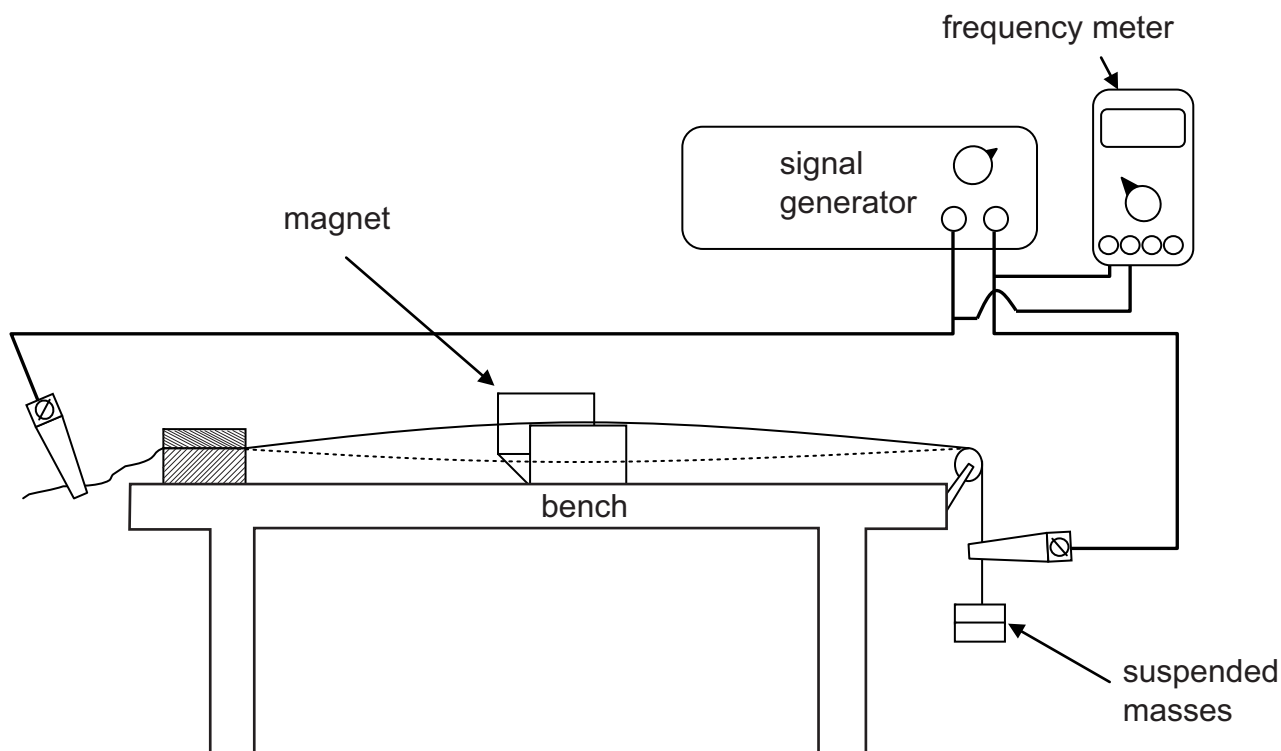 frequency meter
signal
generator
magnet
bench
suspended
masses